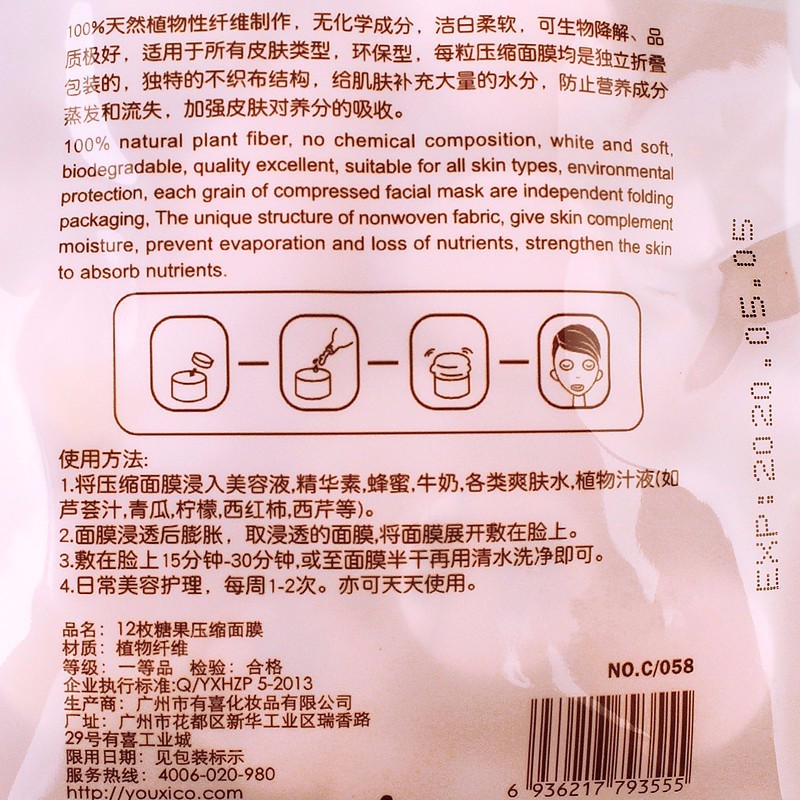 100%天然植物性纤维制作，无化学成分，洁白柔软，可生物降解、品
质极好，适用于所有皮肤类型，环保型，每粒压缩面膜均是独立折叠
包装的，独特的不织布结构，给肌肤补充大量的水分，防止营养成分
蒸发和流失，加强皮肤对养分的吸收。
100% natural plant fiber, no chemical composition, white and soft,
biodegradable, quality excellent, suitable for all skin types, environmental
protection, each grain of compressed facial mask are independent folding
packaging, The unique structure of nonwoven fabric, give skin complement
moisture, prevent evaporation and loss of nutrients, strengthen the skin
to absorb nutrients.
使用方法:
1.将压缩面膜浸入美容液,精华素,蜂蜜,牛奶,各类爽肤水,植物汁液(如
芦荟汁,青瓜,柠檬,西红柿,西芹等)。
2.面膜浸透后膨胀，取浸透的面膜,将面膜展开敷在脸上。
3.敷在脸上15分钟-30分钟,或至面膜半干再用清水洗净即可。
4.日常美容护理，每周1-2次。亦可天天使用。
品名：12枚糖果压缩面膜
材质：植物纤维
等级：一等品 检验：合格
企业执行标准:Q/YXHZP 5-2013
生产商：广州市有喜化妆品有限公司
厂址：广州市花都区新华工业区瑞香路
29号有喜工业城
限用日期：见包装标示
服务热线：4006-020-980
http://youxico.com
NO.C/058
6 936217 793555
EXP:2020.05.05